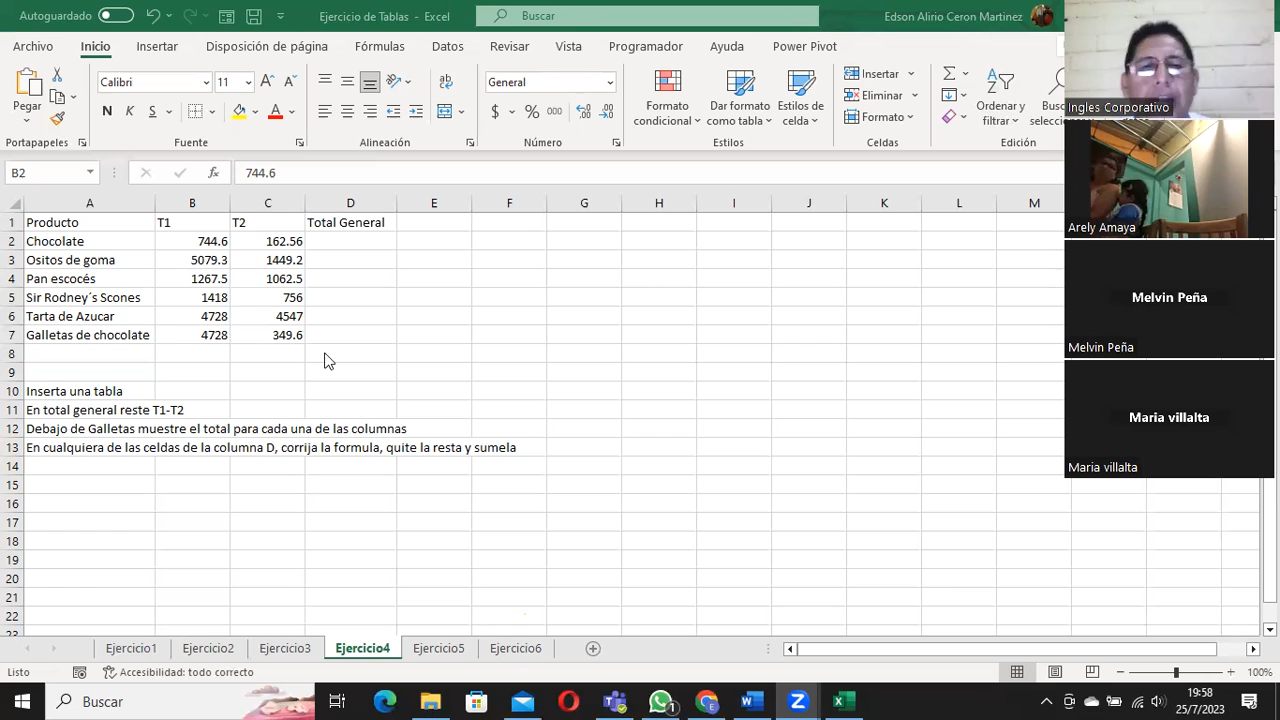 Autoguardado
Ejercicio de Tablas - Excel
Buscar
Edson Alirio Ceron Martinez
Archivo Inicio Insertar Disposición de página Fórmulas Datos Revisar Vista Programador Ayuda Power Pivot
Pegar
Calibri 11
N K S
General
$ % 000
Formato condicional
Dar formato como tabla
Estilos de celda
Insertar
Eliminar
Formato
Ordenar y filtrar
Portapapeles Fuente Alineación Número Estilos Celdas Edición
B2 fx 744.6
A B C D E F G H I J K L M
1 Producto T1 T2 Total General
2 Chocolate 744.6 162.56
3 Ositos de goma 5079.3 1449.2
4 Pan escocés 1267.5 1062.5
5 Sir Rodney´s Scones 1418 756
6 Tarta de Azucar 4728 4547
7 Galletas de chocolate 4728 349.6
8
9
10 Inserta una tabla
11 En total general reste T1-T2
12 Debajo de Galletas muestre el total para cada una de las columnas
13 En cualquiera de las celdas de la columna D, corrija la formula, quite la resta y sumela
14
15
16
17
18
19
20
21
22
23
Ejercicio1 Ejercicio2 Ejercicio3 Ejercicio4 Ejercicio5 Ejercicio6
Listo
Accesibilidad: todo correcto
100%
Buscar
19:58
25/7/2023
Ingles Corporativo
Arely Amaya
Melvin Peña
Melvin Peña
Maria villalta
Maria villalta